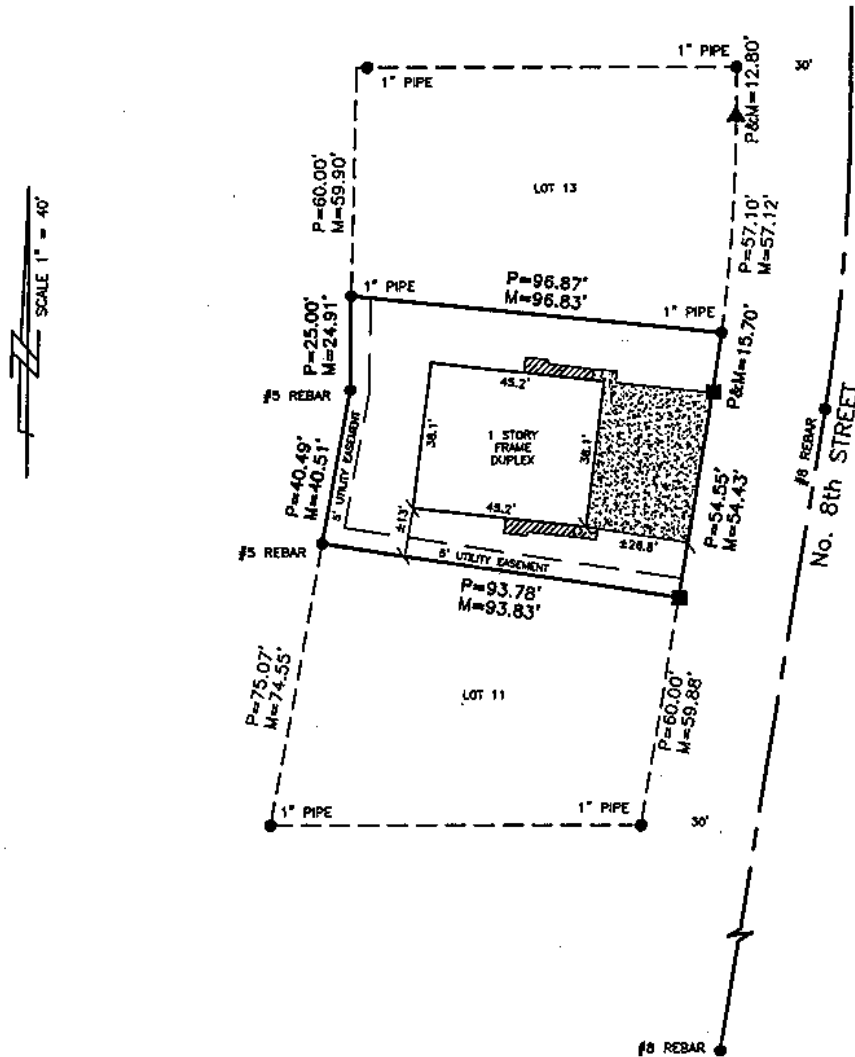 1" PIPE
1" PIPE
P&M=12.80'
30'
SCALE 1" = 40'
P=60.00'
M=59.90'
LOT 13
P=57.10'
M=57.12'
1" PIPE
P=96.87'
M=96.83'
1" PIPE
P=25.00'
M=24.91'
P&M=15.70'
#5 REBAR
45.2'
38.1'
1 STORY
FRAME
DUPLEX
38.1'
#8 REBAR
No. 8th STREET
P=40.49'
M=40.51'
5' UTILITY EASEMENT
±13'
45.2'
±26.8'
P=54.55'
M=54.43'
#5 REBAR
5' UTILITY EASEMENT
P=93.78'
M=93.83'
P=75.07'
M=74.55'
LOT 11
P=60.00'
M=59.88'
1" PIPE
1" PIPE
30'
#8 REBAR